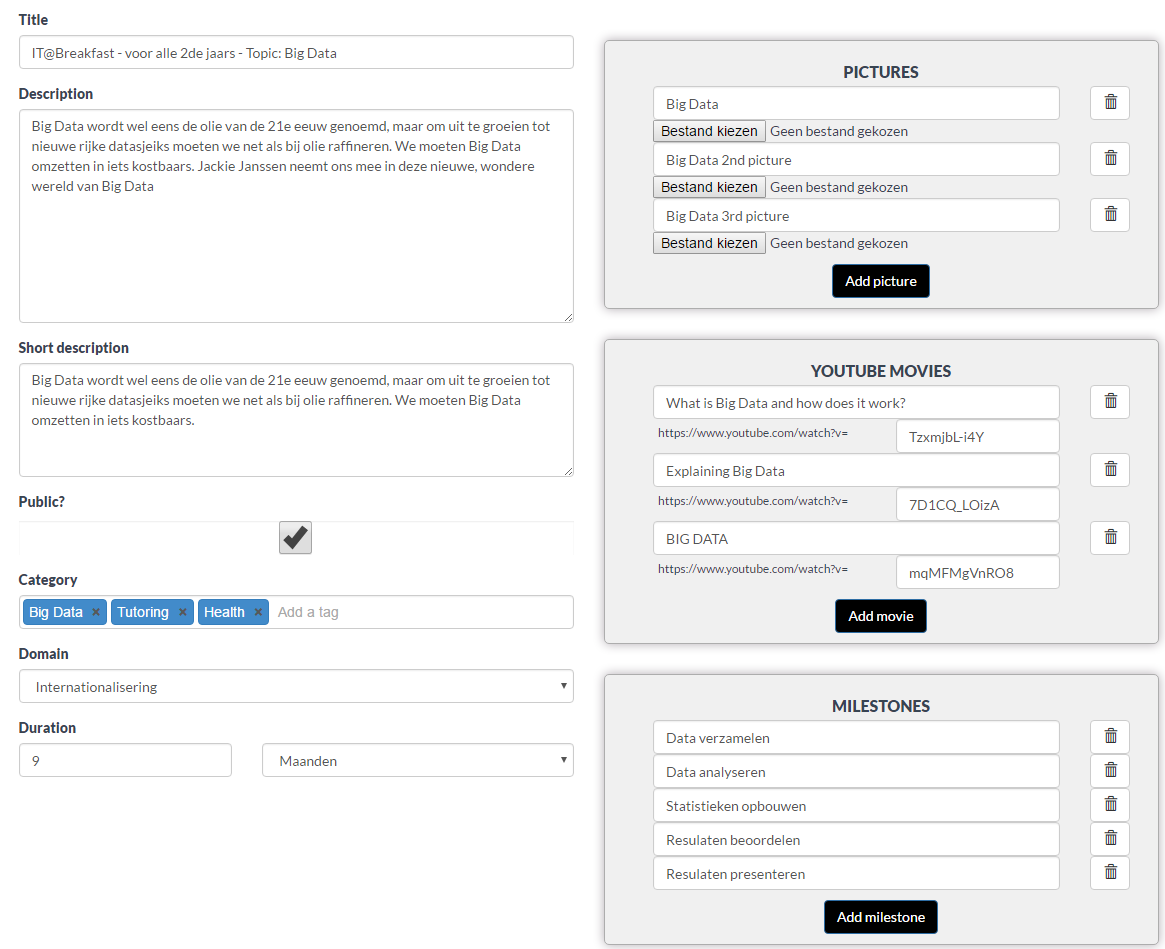 Title
IT@Breakfast - voor alle 2de jaars - Topic: Big Data
Description
Big Data wordt wel eens de olie van de 21e eeuw genoemd, maar om uit te groeien tot
nieuwe rijke datasjeiks moeten we net als bij olie raffineren. We moeten Big Data
omzetten in iets kostbaars. Jackie Janssen neemt ons mee in deze nieuwe, wondere
wereld van Big Data
Short description
Big Data wordt wel eens de olie van de 21e eeuw genoemd, maar om uit te groeien tot
nieuwe rijke datasjeiks moeten we net als bij olie raffineren. We moeten Big Data
omzetten in iets kostbaars.
Public?
Category
Big Data × Tutoring × Health × Add a tag
Domain
Internationalisering
Duration
9 Maanden
PICTURES
Big Data
Bestand kiezen Geen bestand gekozen
Big Data 2nd picture
Bestand kiezen Geen bestand gekozen
Big Data 3rd picture
Bestand kiezen Geen bestand gekozen
Add picture
YOUTUBE MOVIES
What is Big Data and how does it work?
https://www.youtube.com/watch?v= TzxmjbL-i4Y
Explaining Big Data
https://www.youtube.com/watch?v= 7D1CQ_LOizA
BIG DATA
https://www.youtube.com/watch?v= mqMFMgVnRO8
Add movie
MILESTONES
Data verzamelen
Data analyseren
Statistieken opbouwen
Resulaten beoordelen
Resulaten presenteren
Add milestone